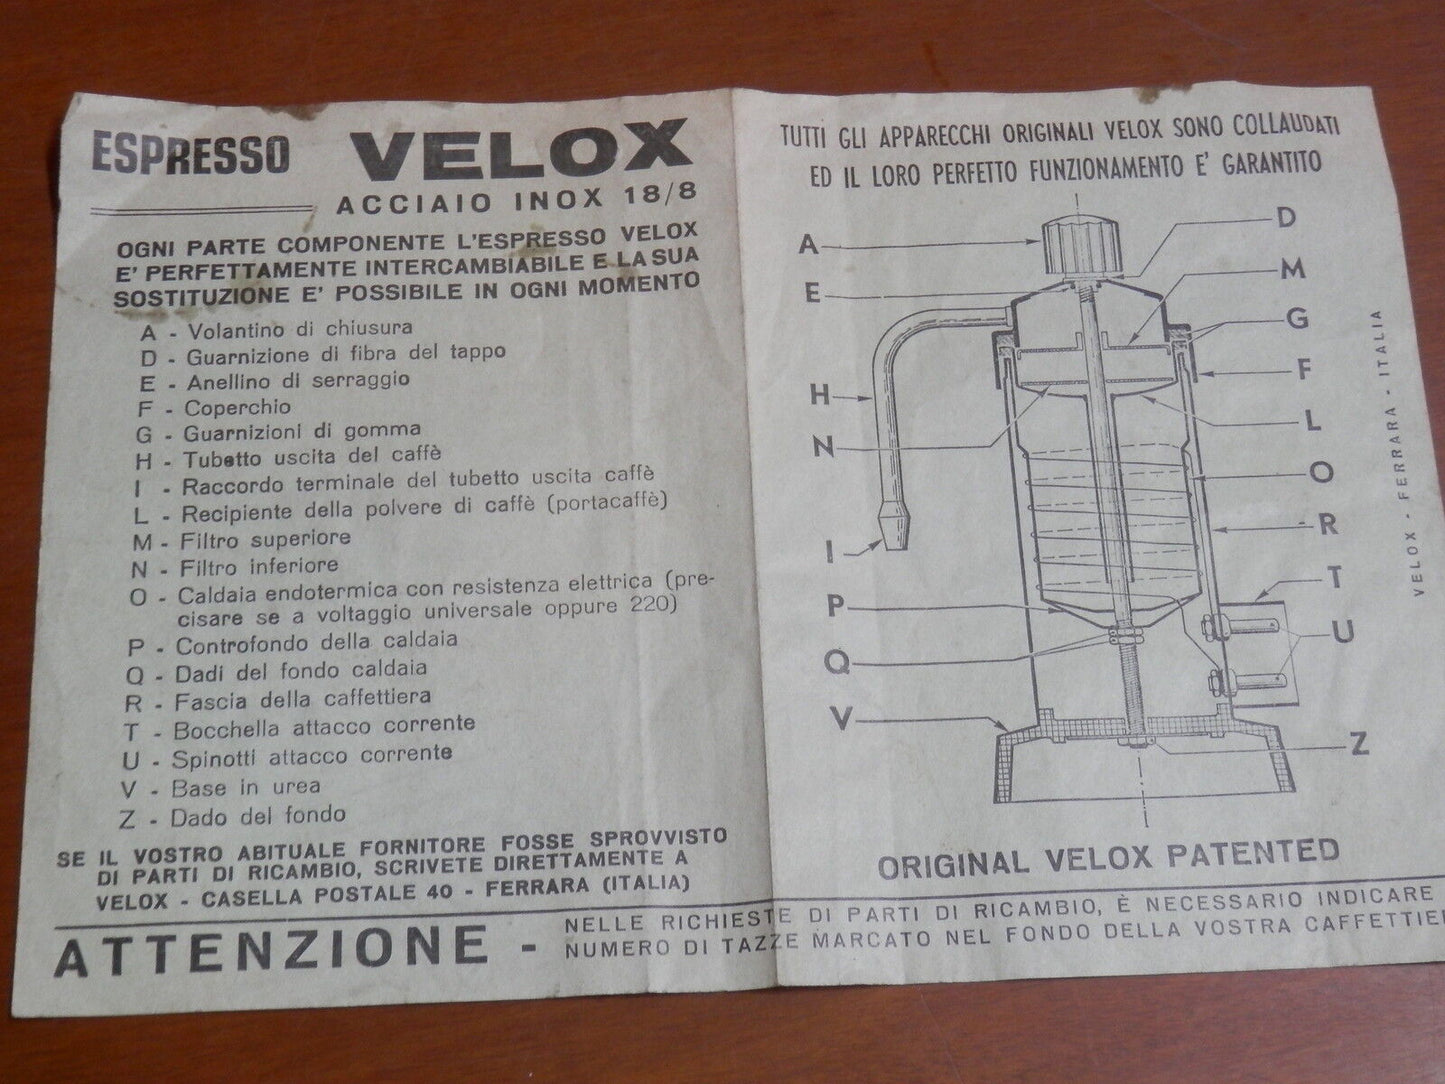 ESPRESSO VELOX
ACCIAIO INOX 18/8
OGNI PARTE COMPONENTE L'ESPRESSO VELOX
E' PERFETTAMENTE INTERCAMBIABILE E LA SUA
SOSTITUZIONE E' POSSIBILE IN OGNI MOMENTO
A - Volantino di chiusura
D - Guarnizione di fibra del tappo
E - Anellino di serraggio
F - Coperchio
G - Guarnizioni di gomma
H - Tubetto uscita del caffè
I - Raccordo terminale del tubetto uscita caffè
L - Recipiente della polvere di caffè (portacaffè)
M - Filtro superiore
N - Filtro inferiore
O - Caldaia endotermica con resistenza elettrica (pre-
cisare se a voltaggio universale oppure 220)
P - Controfondo della caldaia
Q - Dadi del fondo caldaia
R - Fascia della caffettiera
T - Bocchella attacco corrente
U - Spinotti attacco corrente
V - Base in urea
Z - Dado del fondo
SE IL VOSTRO ABITUALE FORNITORE FOSSE SPROVVISTO
DI PARTI DI RICAMBIO, SCRIVETE DIRETTAMENTE A
VELOX - CASELLA POSTALE 40 - FERRARA (ITALIA)
TUTTI GLI APPARECCHI ORIGINALI VELOX SONO COLLAUDATI
ED IL LORO PERFETTO FUNZIONAMENTO E' GARANTITO
A
D
E
M
G
H
F
N
L
O
I
R
P
T
Q
U
V
Z
VELOX - FERRARA - ITALIA
ORIGINAL VELOX PATENTED
ATTENZIONE -
NELLE RICHIESTE DI PARTI DI RICAMBIO, È NECESSARIO INDICARE
NUMERO DI TAZZE MARCATO NEL FONDO DELLA VOSTRA CAFFETTIE